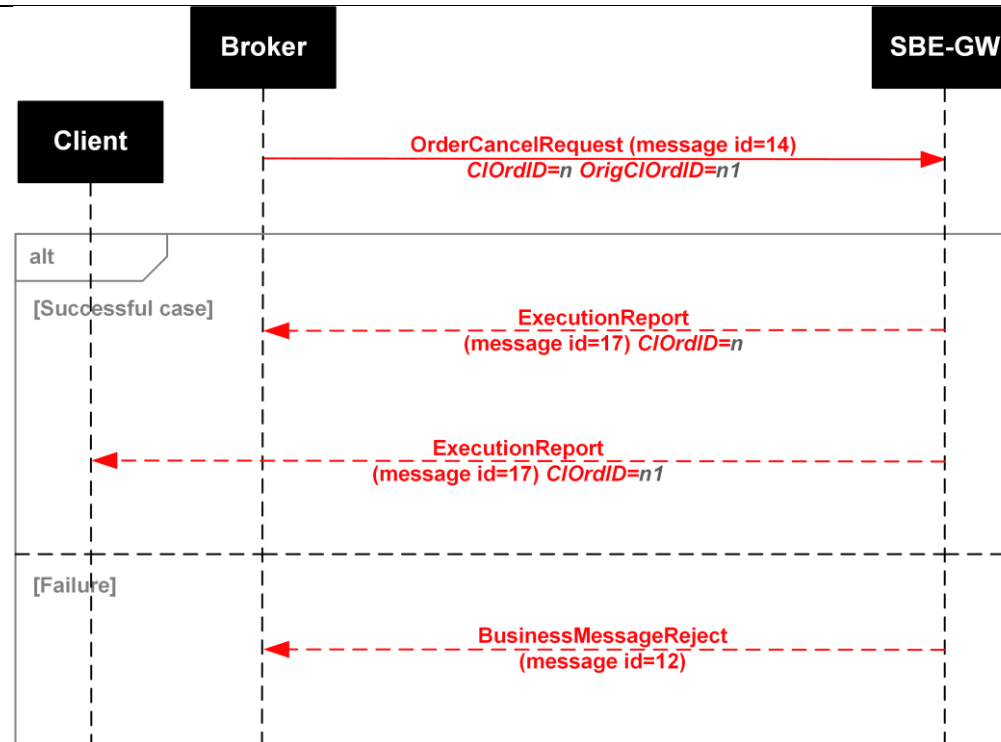 Broker
SBE-GW
Client
OrderCancelRequest (message id=14)
ClOrdID=n OrigClOrdID=n1
alt
[Successful case]
ExecutionReport
(message id=17) ClOrdID=n
ExecutionReport
(message id=17) ClOrdID=n1
[Failure]
BusinessMessageReject
(message id=12)